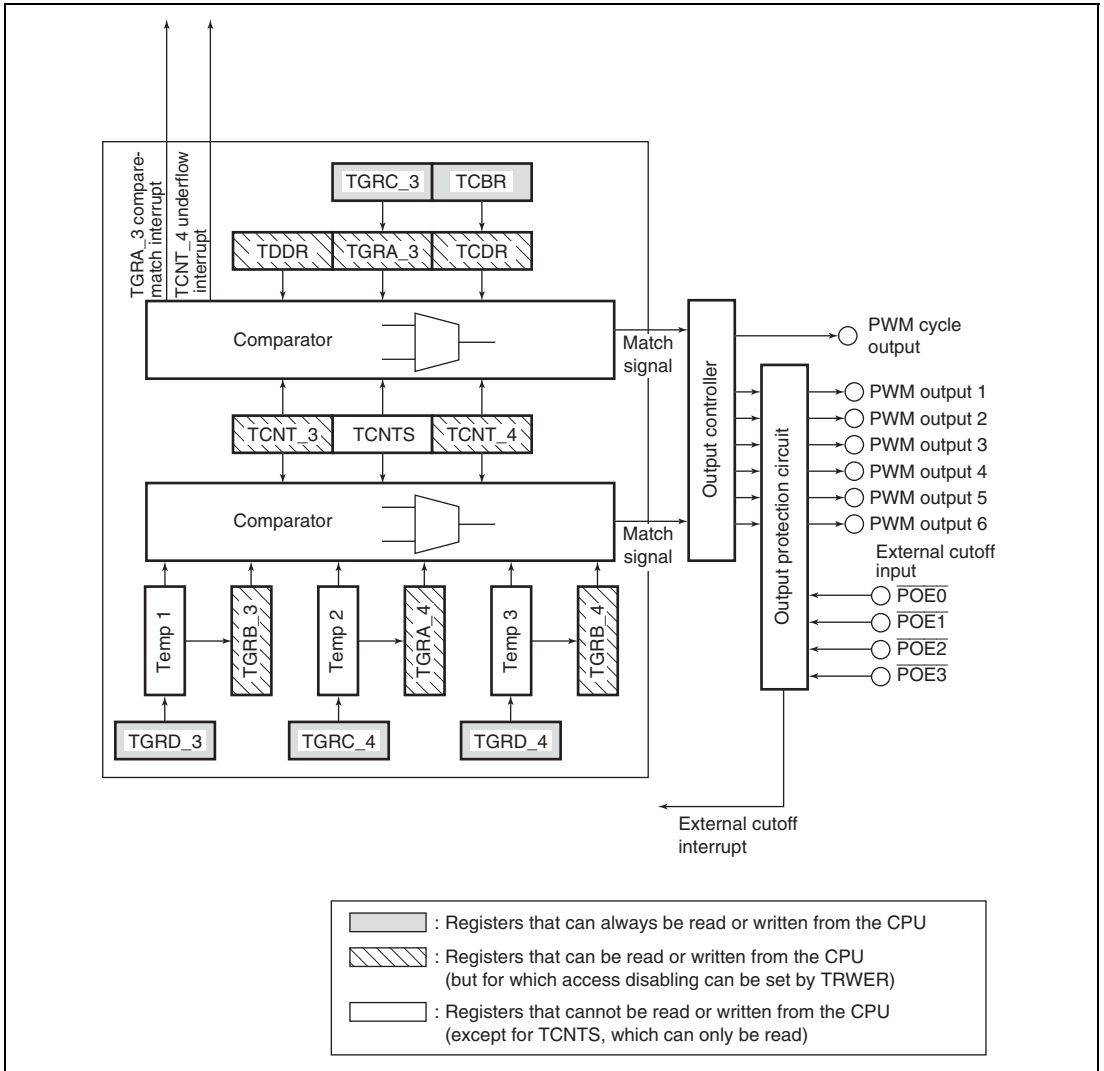 TGRA_3 compare-
match interrupt
TCNT_4 underflow
interrupt
TGRC_3
TCBR
TDDR
TGRA_3
TCDR
Comparator
Match
signal
TCNT_3
TCNTS
TCNT_4
Comparator
Match
signal
Temp 1
TGRB_3
Temp 2
TGRA_4
Temp 3
TGRB_4
TGRD_3
TGRC_4
TGRD_4
Output controller
Output protection circuit
PWM cycle
output
PWM output 1
PWM output 2
PWM output 3
PWM output 4
PWM output 5
PWM output 6
External cutoff
input
POE0
POE1
POE2
POE3
External cutoff
interrupt
: Registers that can always be read or written from the CPU
: Registers that can be read or written from the CPU
(but for which access disabling can be set by TRWER)
: Registers that cannot be read or written from the CPU
(except for TCNTS, which can only be read)